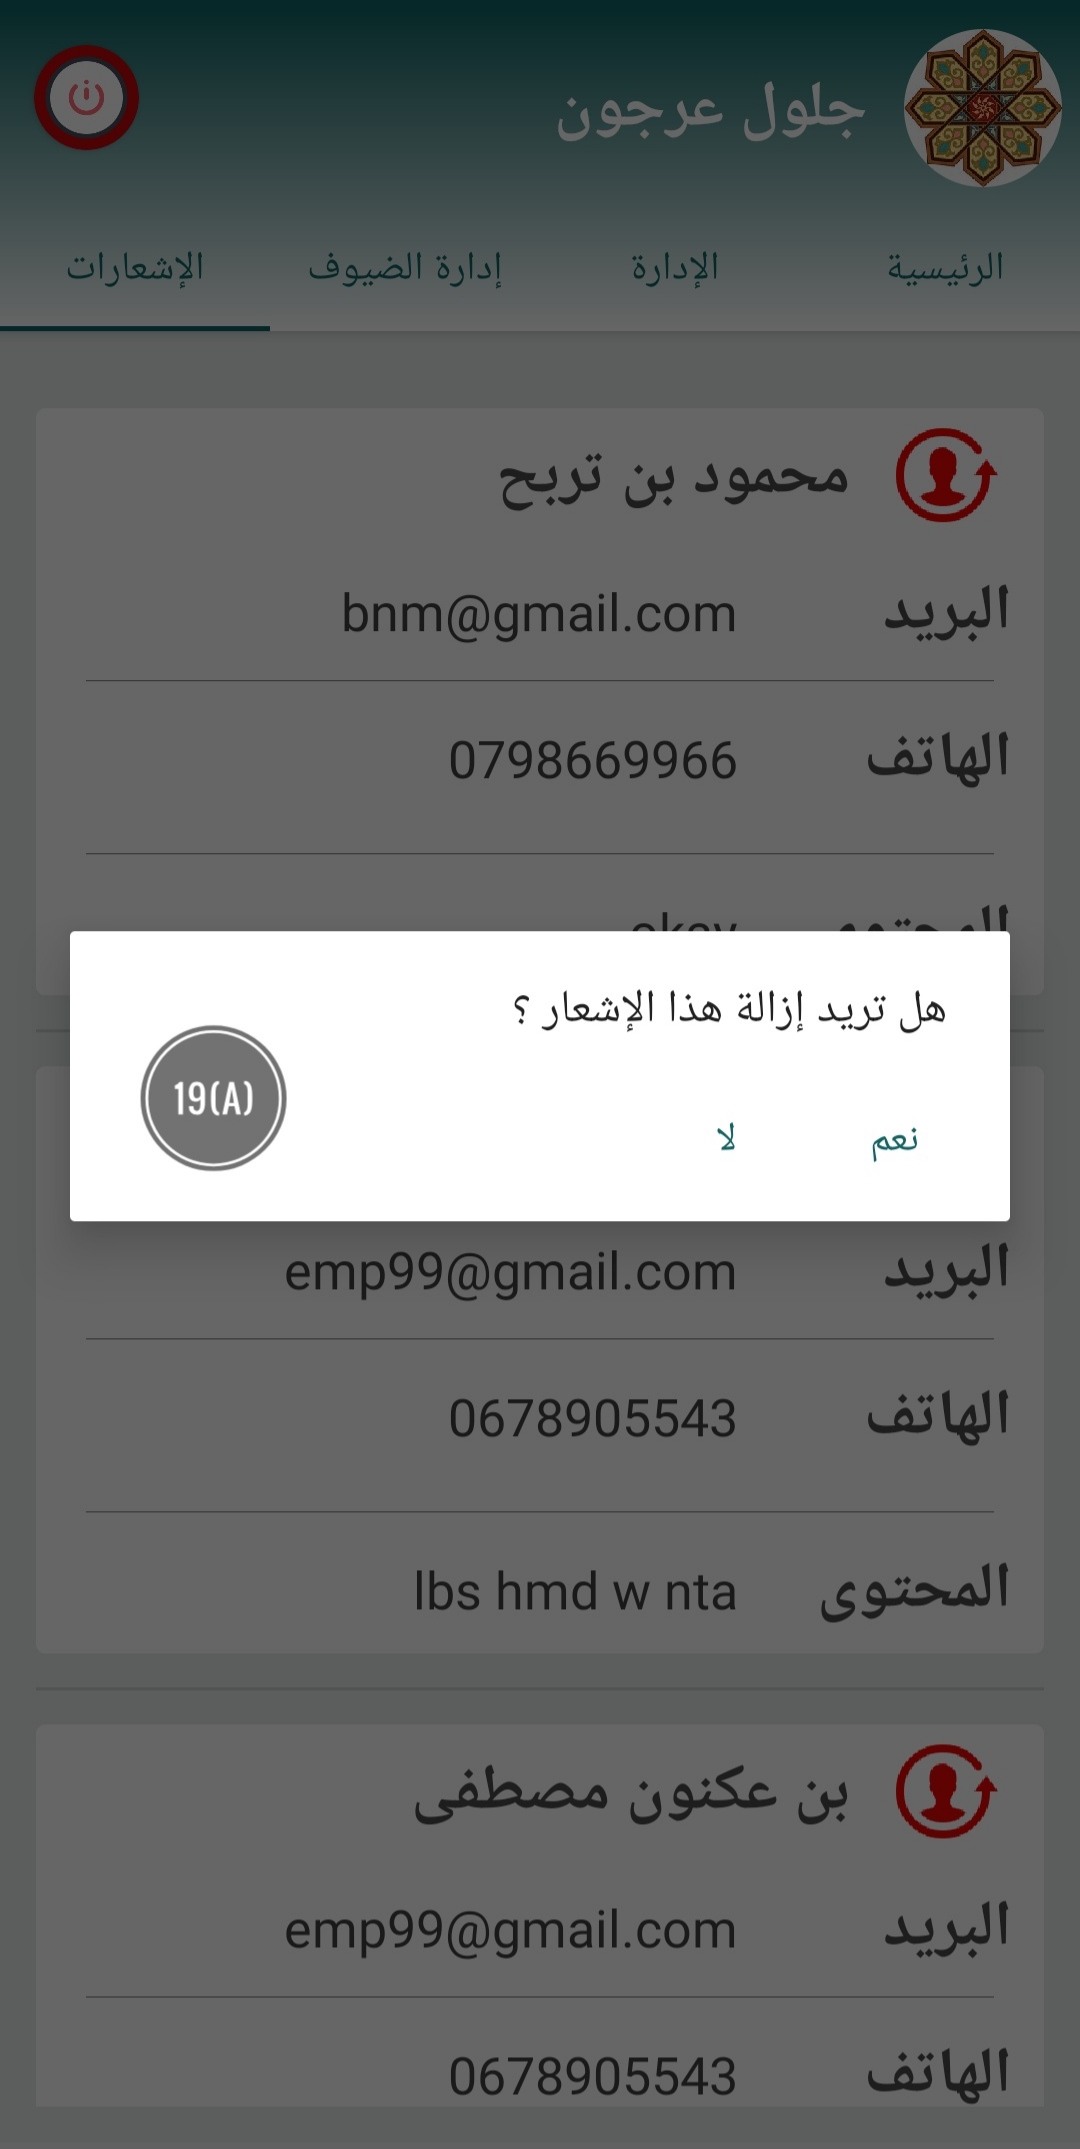 جلول عرجون
الرئيسية
الإدارة
إدارة الضيوف
الإشعارات
محمود بن تربح
البريد bnm@gmail.com
الهاتف 0798669966
المحتوى okay
هل تريد إزالة هذا الإشعار ؟
نعم
لا
19(A)
البريد emp99@gmail.com
الهاتف 0678905543
المحتوى lbs hmd w nta
بن عكنون مصطفى
البريد emp99@gmail.com
الهاتف 0678905543